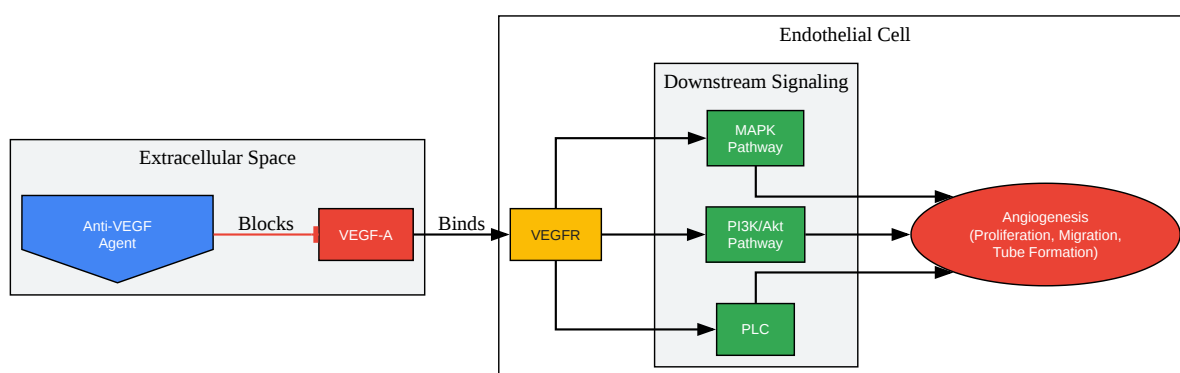 Endothelial Cell
Downstream Signaling
MAPK
Pathway
Extracellular Space
Anti-VEGF
Agent
Blocks
VEGF-A
Binds
VEGFR
PI3K/Akt
Pathway
Angiogenesis
(Proliferation, Migration,
Tube Formation)
PLC